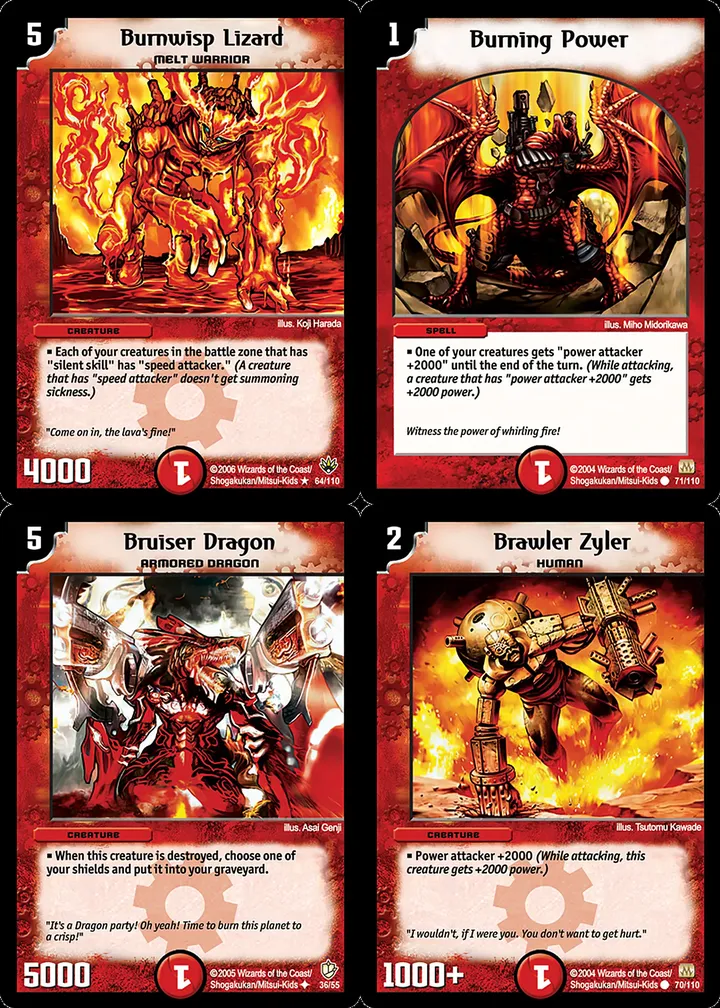 5
Burnwisp Lizard
MELT WARRIOR
CREATURE
illus. Koji Harada
▪ Each of your creatures in the battle zone that has
"silent skill" has "speed attacker." (A creature
that has "speed attacker" doesn't get summoning
sickness.)
"Come on in, the lava's fine!"
4000
1
©2006 Wizards of the Coast/
Shogakukan/Mitsui-Kids ★ 64/110
1
Burning Power
SPELL
illus. Miho Midorikawa
▪ One of your creatures gets "power attacker
+2000" until the end of the turn. (While attacking,
a creature that has "power attacker +2000" gets
+2000 power.)
Witness the power of whirling fire!
1
©2004 Wizards of the Coast/
Shogakukan/Mitsui-Kids ● 71/110
5
Bruiser Dragon
ARMORED DRAGON
CREATURE
illus. Asai Genji
▪ When this creature is destroyed, choose one of
your shields and put it into your graveyard.
"It's a Dragon party! Oh yeah! Time to burn this planet to
a crisp!"
5000
1
©2005 Wizards of the Coast/
Shogakukan/Mitsui-Kids ✦ 36/55
2
Brawler Zyler
HUMAN
CREATURE
illus. Tsutomu Kawade
▪ Power attacker +2000 (While attacking, this
creature gets +2000 power.)
"I wouldn't, if I were you. You don't want to get hurt."
1000+
1
©2004 Wizards of the Coast/
Shogakukan/Mitsui-Kids ● 70/110